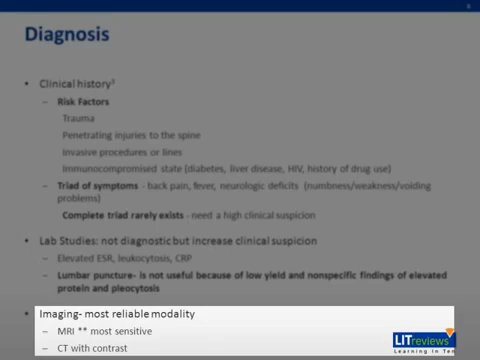 Diagnosis
• Clinical history³
– Risk Factors
Trauma
Penetrating injuries to the spine
Invasive procedures or lines
Immunocompromised state (diabetes, liver disease, HIV, history of drug use)
– Triad of symptoms - back pain, fever, neurologic deficits (numbness/weakness/voiding
problems)
Complete triad rarely exists - need a high clinical suspicion
• Lab Studies: not diagnostic but increase clinical suspicion
– Elevated ESR, leukocytosis, CRP
– Lumbar puncture- is not useful because of low yield and nonspecific findings of elevated
protein and pleocytosis
• Imaging- most reliable modality
– MRI ** most sensitive
– CT with contrast
LITreviews
Learning In Ten